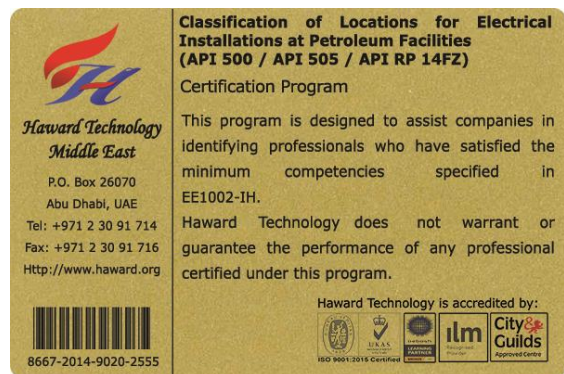 Classification of Locations for Electrical
Installations at Petroleum Facilities
(API 500 / API 505 / API RP 14FZ)
Certification Program
This program is designed to assist companies in
identifying professionals who have satisfied the
minimum competencies specified in
EE1002-IH.
Haward Technology does not warrant or
guarantee the performance of any professional
certified under this program.
Haward Technology
Middle East
P.O. Box 26070
Abu Dhabi, UAE
Tel: +971 2 30 91 714
Fax: +971 2 30 91 716
Http://www.haward.org
8667-2014-9020-2555
Haward Technology is accredited by:
UKAS
ISO 9001:2015 Certified
LEARNING
PARTNER
ilm
Recognised
Provider
City&
Guilds
Approved Centre